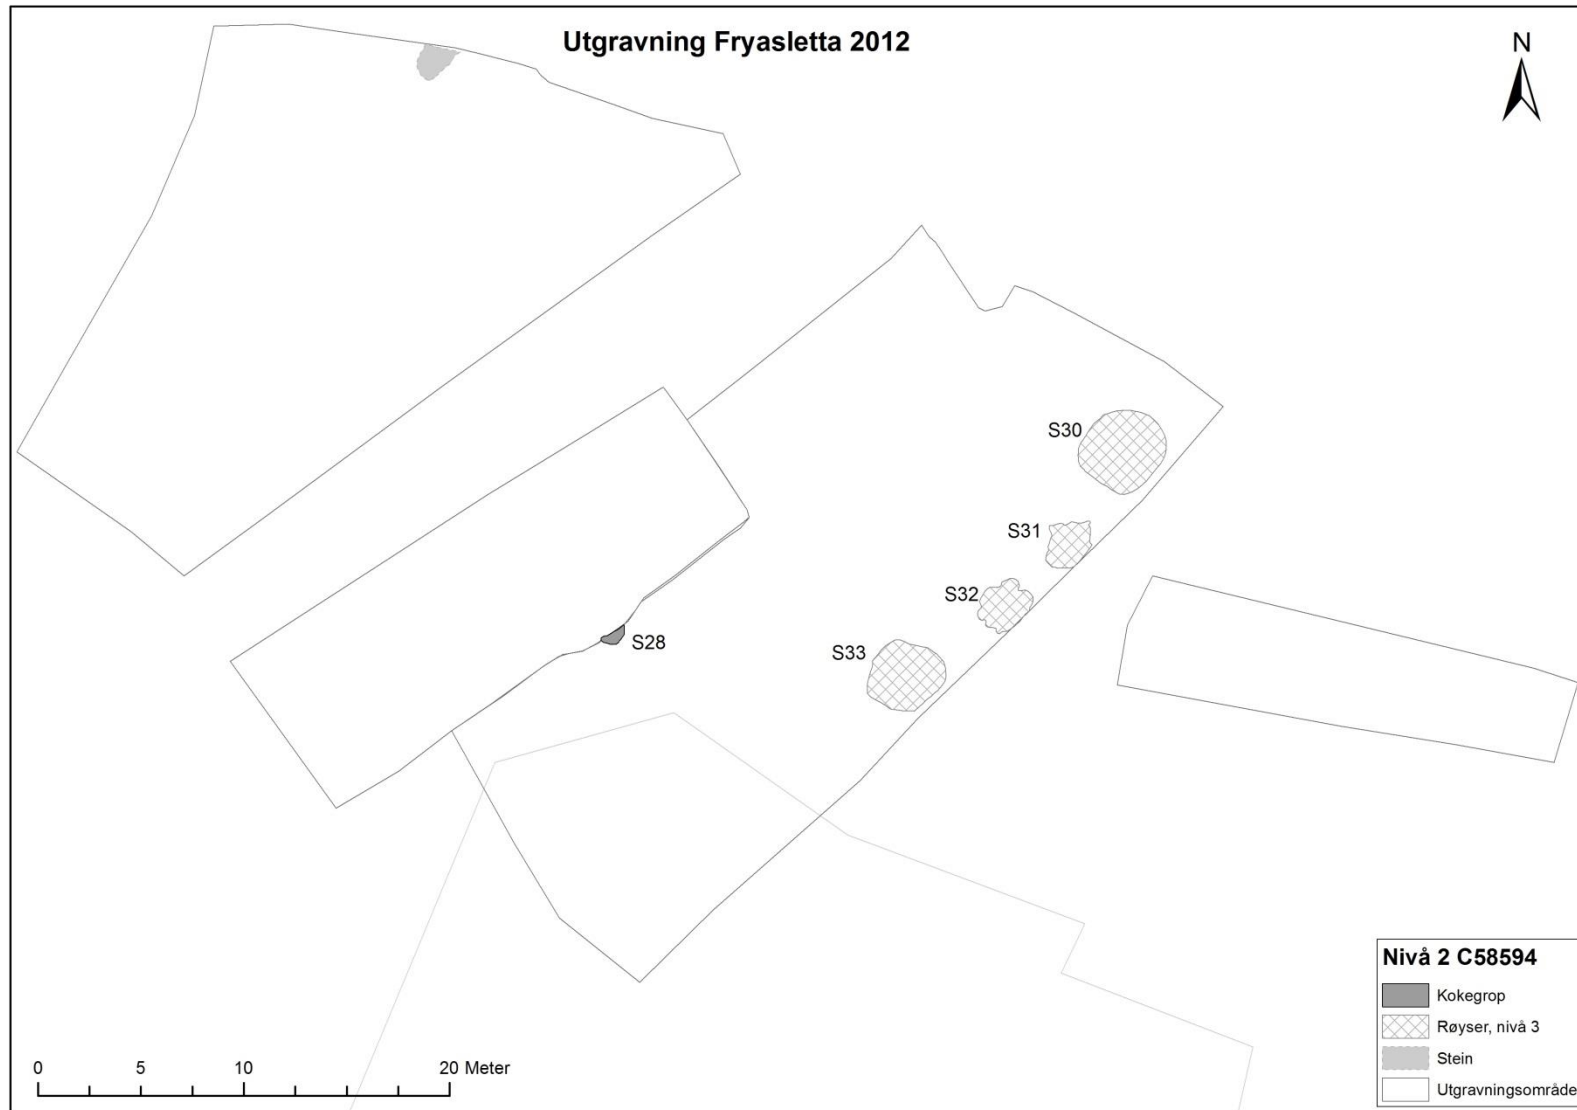 Utgravning Fryasletta 2012
N
S30
S31
S32
S28
S33
Nivå 2 C58594
Kokegrop
Røyser, nivå 3
Stein
Utgravningsområde
0 5 10 20 Meter